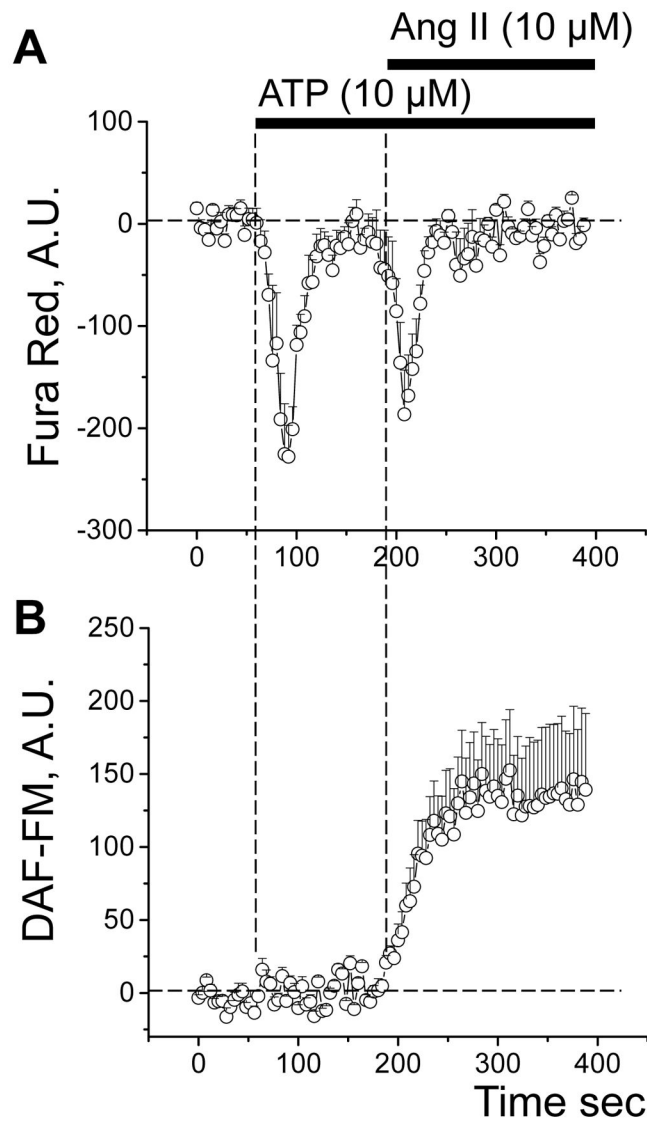 A
Ang II (10 µM)
ATP (10 µM)
Fura Red, A.U.
100
0
-100
-200
-300
0 100 200 300 400
B
DAF-FM, A.U.
250
200
150
100
50
0
0 100 200 300 400
Time sec